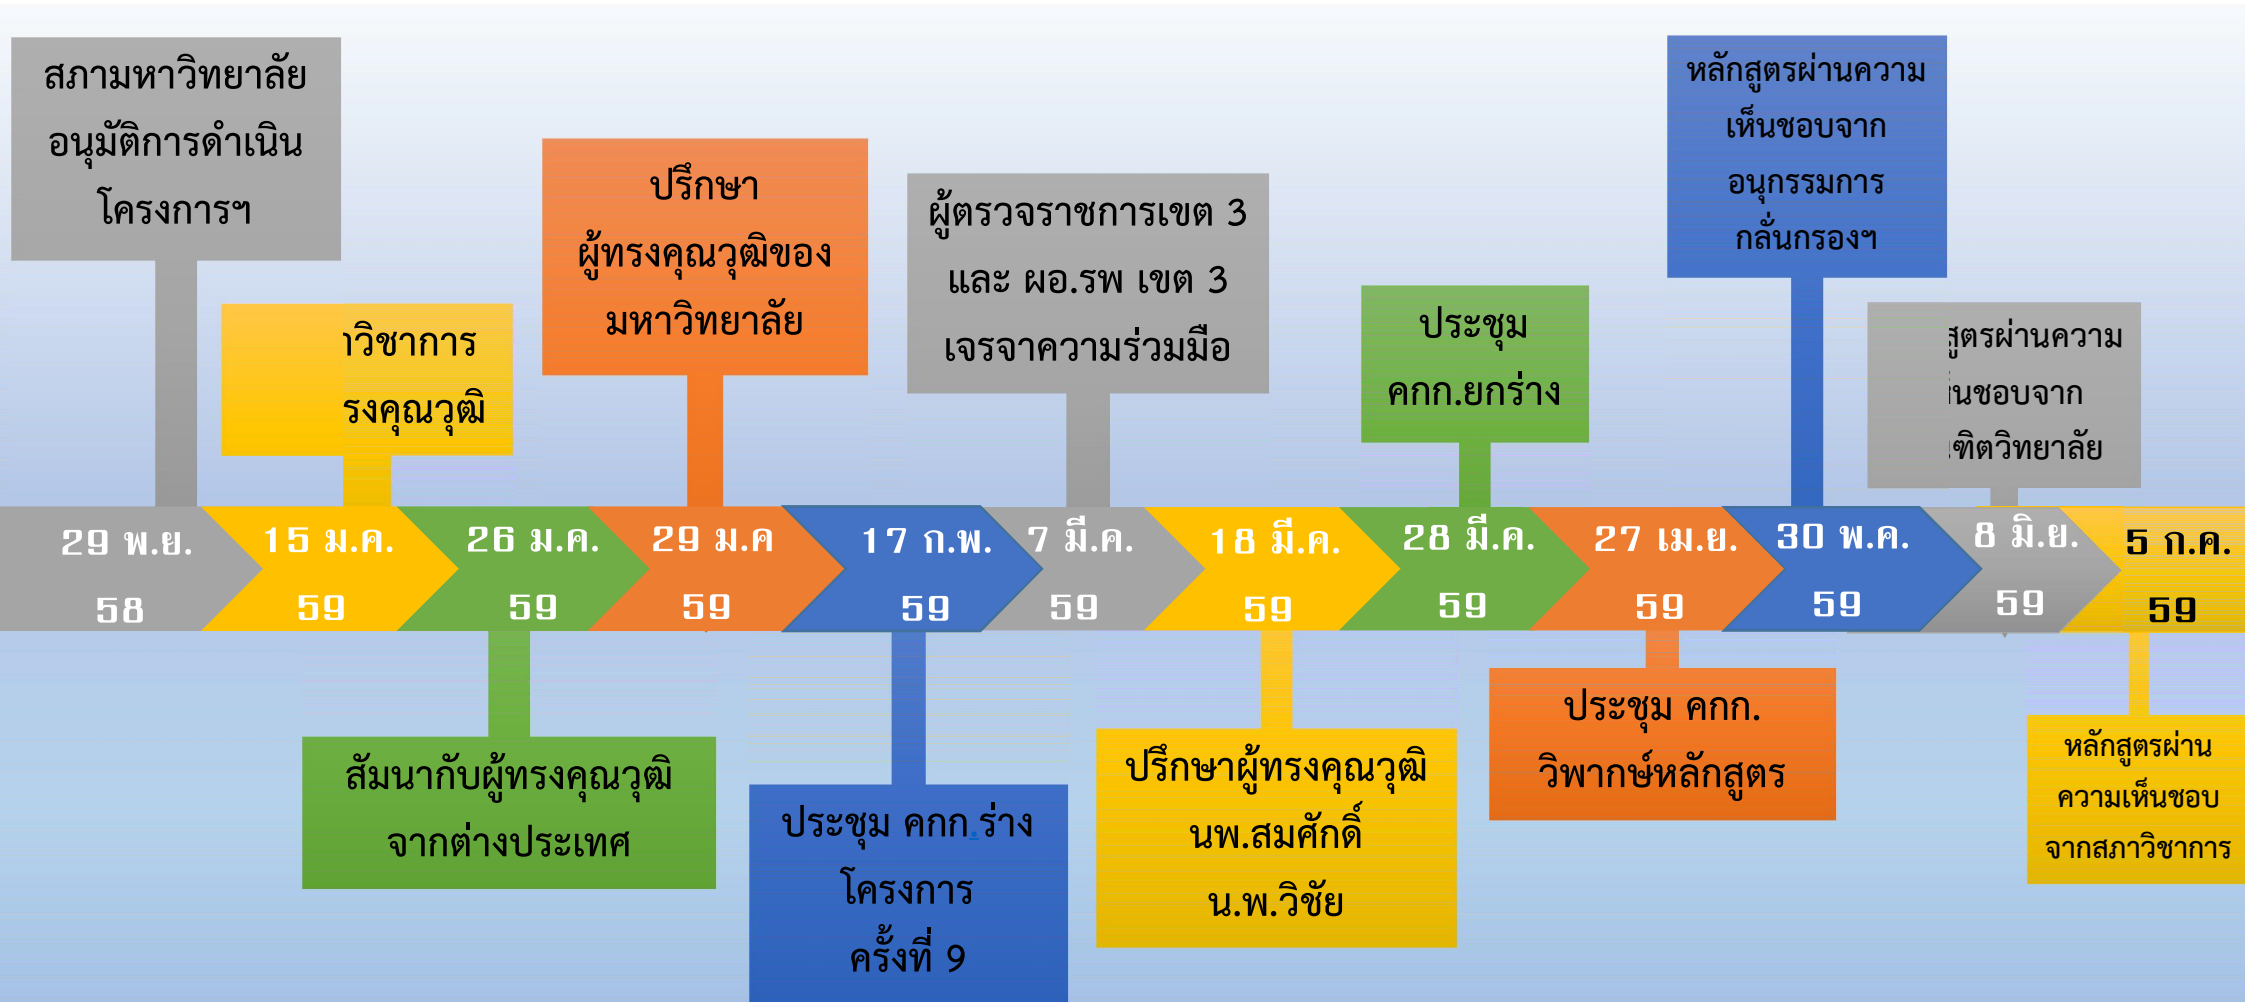 สภามหาวิทยาลัย
อนุมัติการดำเนิน
โครงการฯ
าวิชาการ
รงคุณวุฒิ
ปรึกษา
ผู้ทรงคุณวุฒิของ
มหาวิทยาลัย
ผู้ตรวจราชการเขต 3
และ ผอ.รพ เขต 3
เจรจาความร่วมมือ
ประชุม
คกก.ยกร่าง
หลักสูตรผ่านความ
เห็นชอบจาก
อนุกรรมการ
กลั่นกรองฯ
สูตรผ่านความ
ห็นชอบจาก
ฑิตวิทยาลัย
29 พ.ย.
58
15 ม.ค.
59
26 ม.ค.
59
29 ม.ค
59
17 ก.พ.
59
7 มี.ค.
59
18 มี.ค.
59
28 มี.ค.
59
27 เม.ย.
59
30 พ.ค.
59
8 มิ.ย.
59
5 ก.ค.
59
สัมนากับผู้ทรงคุณวุฒิ
จากต่างประเทศ
ประชุม คกก.ร่าง
โครงการ
ครั้งที่ 9
ปรึกษาผู้ทรงคุณวุฒิ
นพ.สมศักดิ์
น.พ.วิชัย
ประชุม คกก.
วิพากษ์หลักสูตร
หลักสูตรผ่าน
ความเห็นชอบ
จากสภาวิชาการ